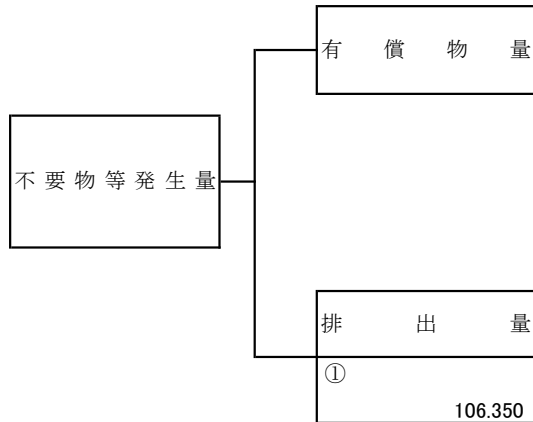 有償物量
不要物等発生量
排出量
①
106.350